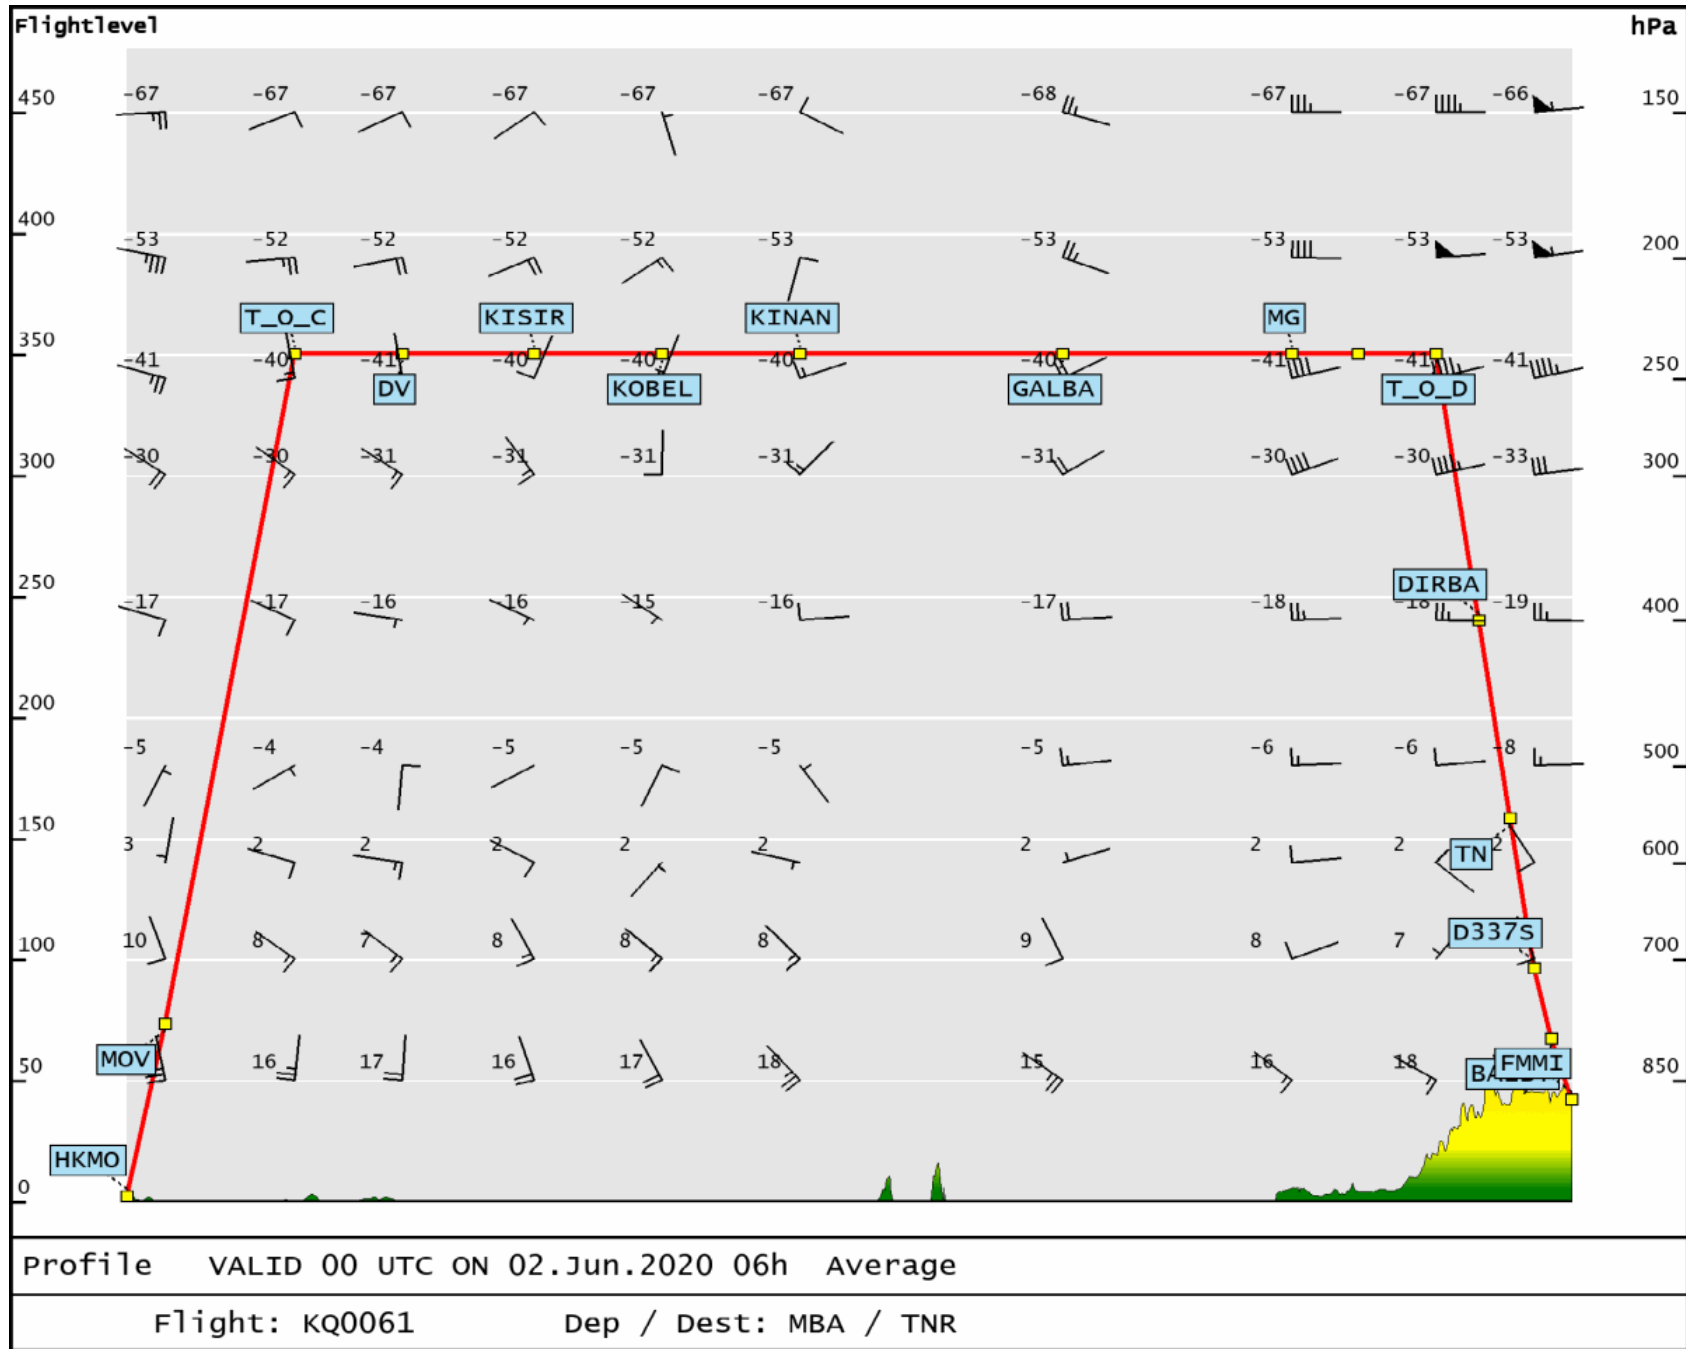 Flightlevel hPa
450 -67 -67 -67 -67 -67 -67 -68 -67 -67 -66 150
400 -53 -52 -52 -52 -52 -53 -53 -53 -53 -53 200
T_O_C KISIR KINAN MG
350 -41 -40 -41 -40 -40 -40 -41 -41 -41 250
DV KOBEL GALBA T_O_D
300 -30 -30 -31 -31 -31 -31 -31 -30 -30 -33 300
DIRBA
250 -17 -17 -16 -16 -15 -16 -17 -18 -18 -19 400
200 -5 -4 -4 -5 -5 -5 -5 -6 -6 -8 500
150 3 2 2 2 2 2 2 8 2 2 600
TN
D337S
100 10 8 7 8 8 8 9 8 7 700
MOV 16 17 16 17 18 15 16 18 FMMI
50 850
HKMO
0
Profile VALID 00 UTC ON 02.Jun.2020 06h Average
Flight: KQ0061 Dep / Dest: MBA / TNR